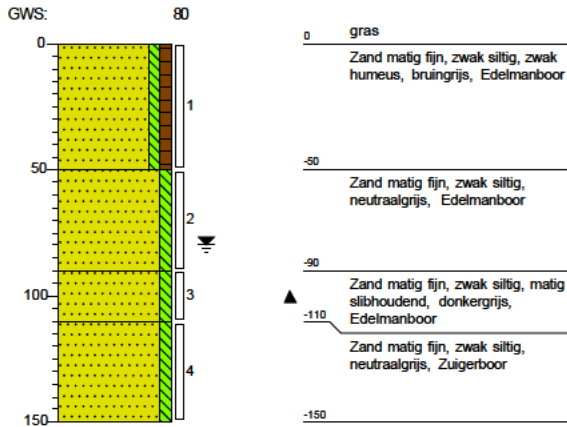 GWS: 80
0
50
100
150
1
2
3
4
0 gras
Zand matig fijn, zwak siltig, zwak
humeus, bruingrijs, Edelmanboor
-50
Zand matig fijn, zwak siltig,
neutraalgrijs, Edelmanboor
-90
Zand matig fijn, zwak siltig, matig
slibhoudend, donkergrijs,
Edelmanboor
-110
Zand matig fijn, zwak siltig,
neutraalgrijs, Zuigerboor
-150